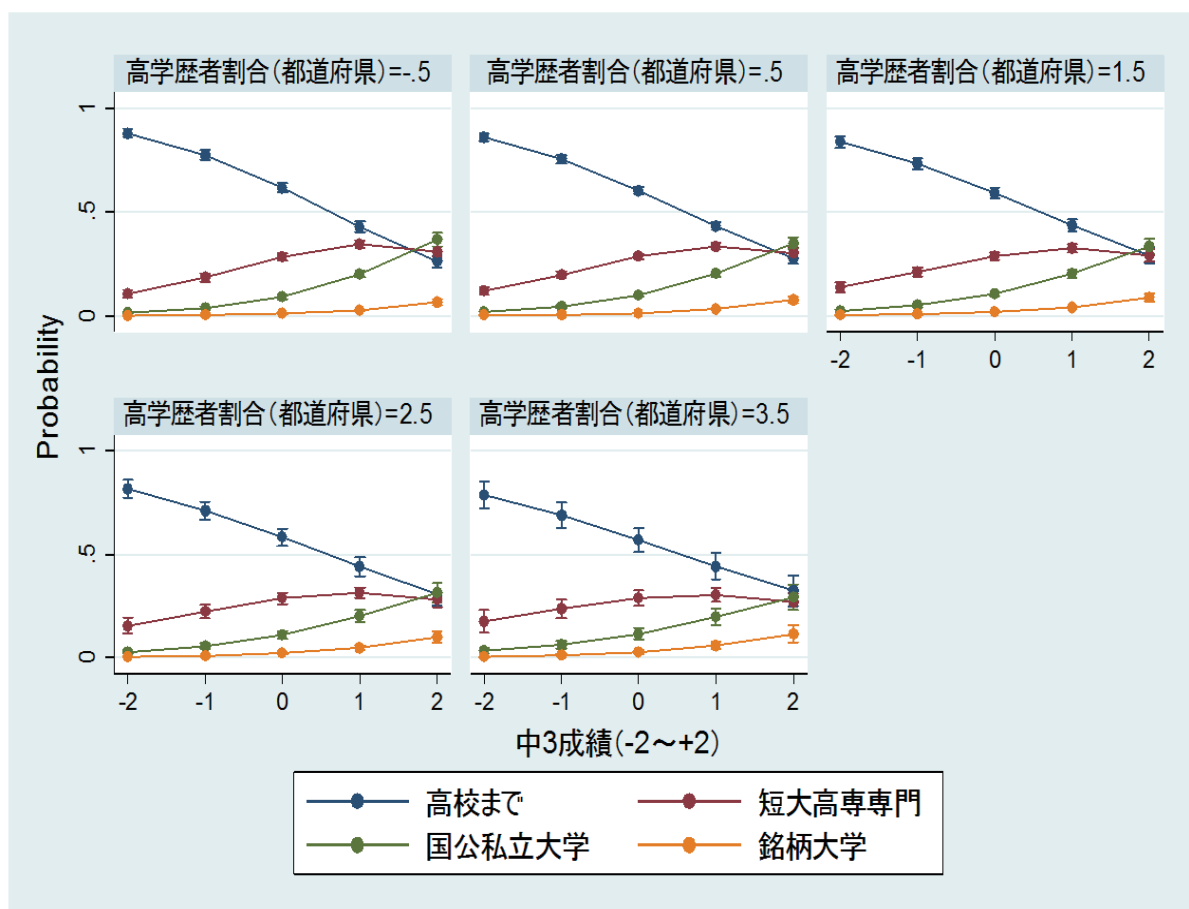 高学歴者割合(都道府県)=-.5
高学歴者割合(都道府県)=.5
高学歴者割合(都道府県)=1.5
1
.5
0
-2 -1 0 1 2
高学歴者割合(都道府県)=2.5
高学歴者割合(都道府県)=3.5
Probability
1
.5
0
-2 -1 0 1 2
-2 -1 0 1 2
中3成績(-2～+2)
高校まで
短大高専専門
国公私立大学
銘柄大学